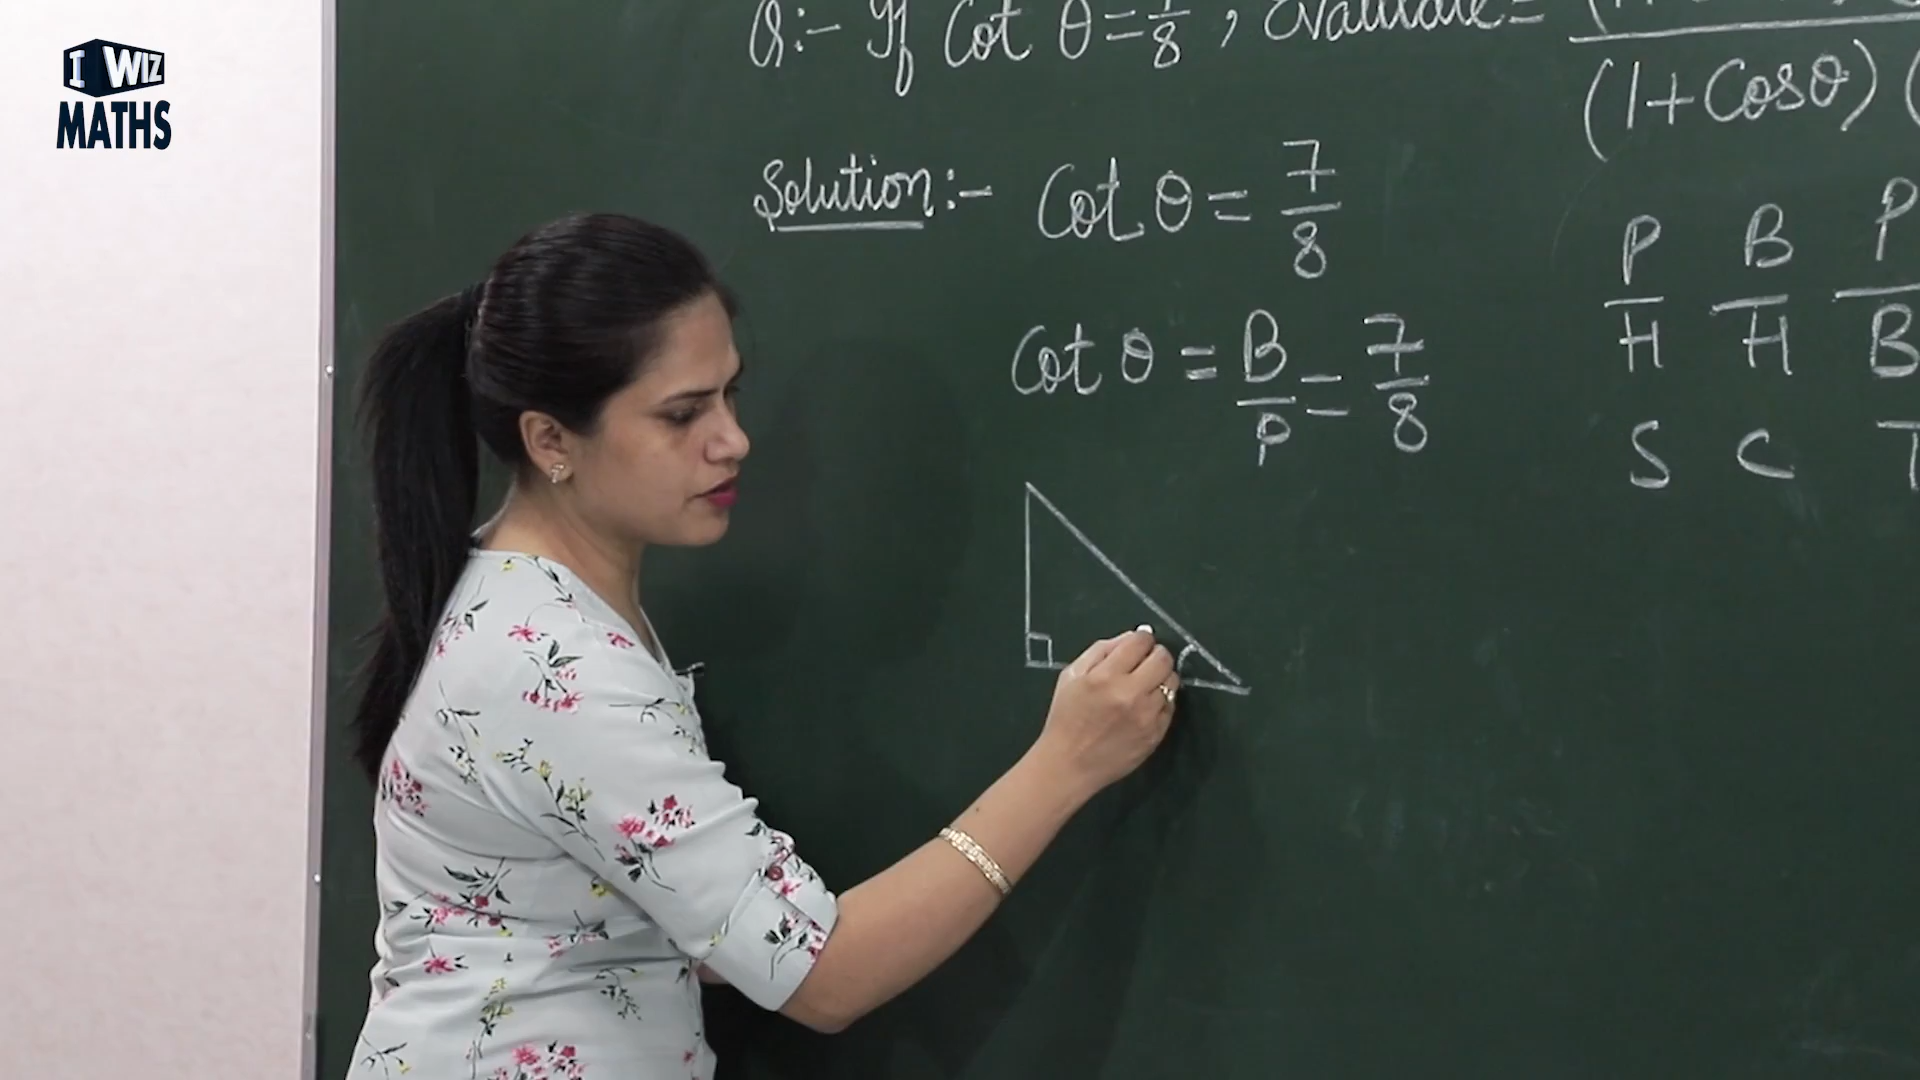 I WIZ
MATHS
Q:- If Cot θ = 7/8, Evaluate =
(1+Cosθ) (
Solution:- Cot θ = 7/8
Cot θ = B/P = 7/8
P/H B/H P/B
S C T